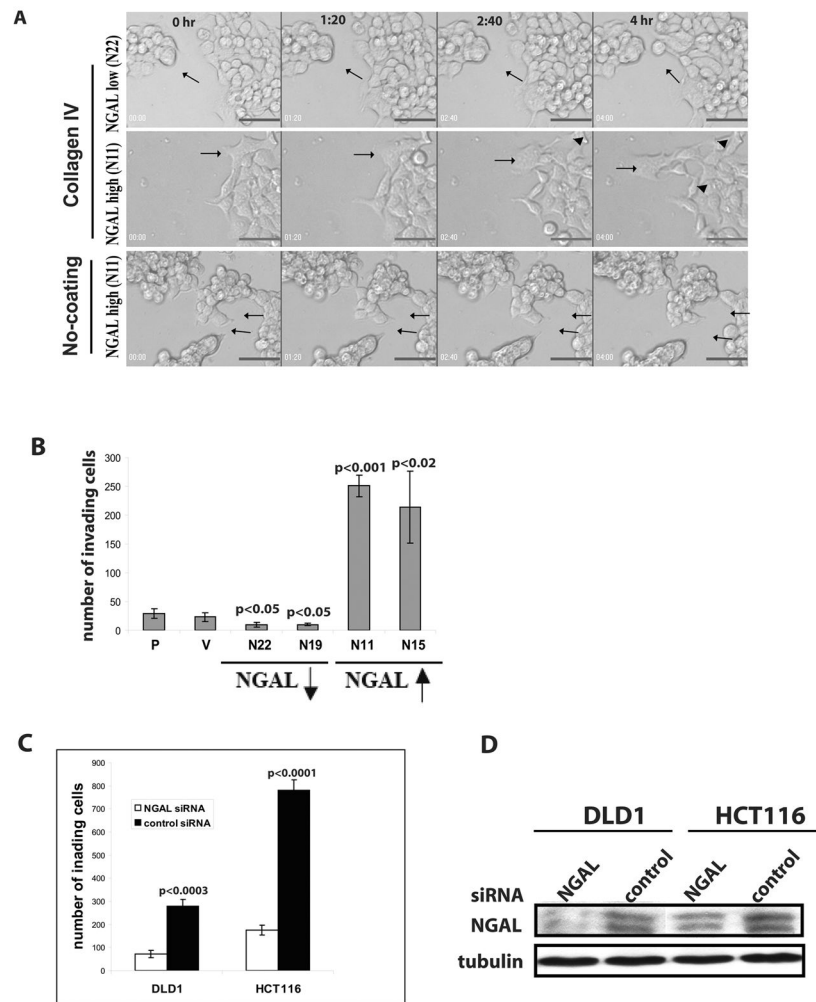 A
0 hr 1:20 2:40 4 hr
Collagen IV
NGAL low (N22)
00:00 01:20 02:40 04:00
NGAL high (N11)
00:00 01:20 02:40 04:00
No-coating
NGAL high (N11)
00:00 01:20 02:40 04:00
B
number of invading cells
300
250
200
150
100
50
0
p<0.05 p<0.05 p<0.001 p<0.02
P V N22 N19 N11 N15
NGAL NGAL
C
number of inading cells
900
800
700
600
500
400
300
200
100
0
NGAL siRNA
control siRNA
p<0.0003
p<0.0001
DLD1 HCT116
D
DLD1 HCT116
siRNA NGAL control NGAL control
NGAL
tubulin